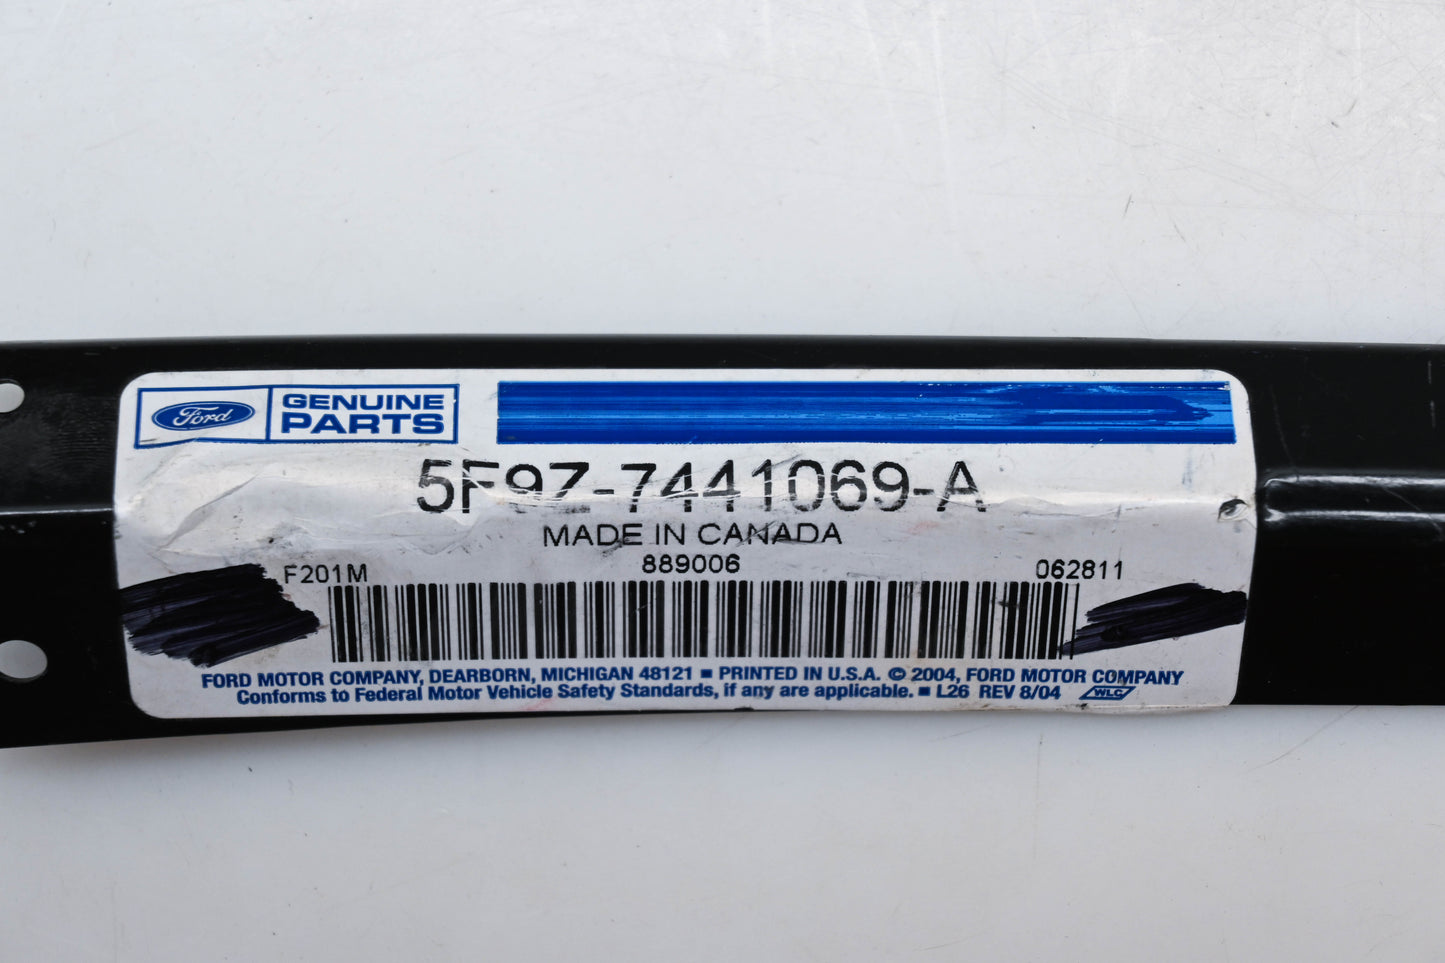 Ford GENUINE
PARTS
5F9Z-7441069-A
MADE IN CANADA
889006
F201M 062811
FORD MOTOR COMPANY, DEARBORN, MICHIGAN 48121 ▪ PRINTED IN U.S.A. © 2004, FORD MOTOR COMPANY
Conforms to Federal Motor Vehicle Safety Standards, if any are applicable. ▪ L26 REV 8/04 WLC